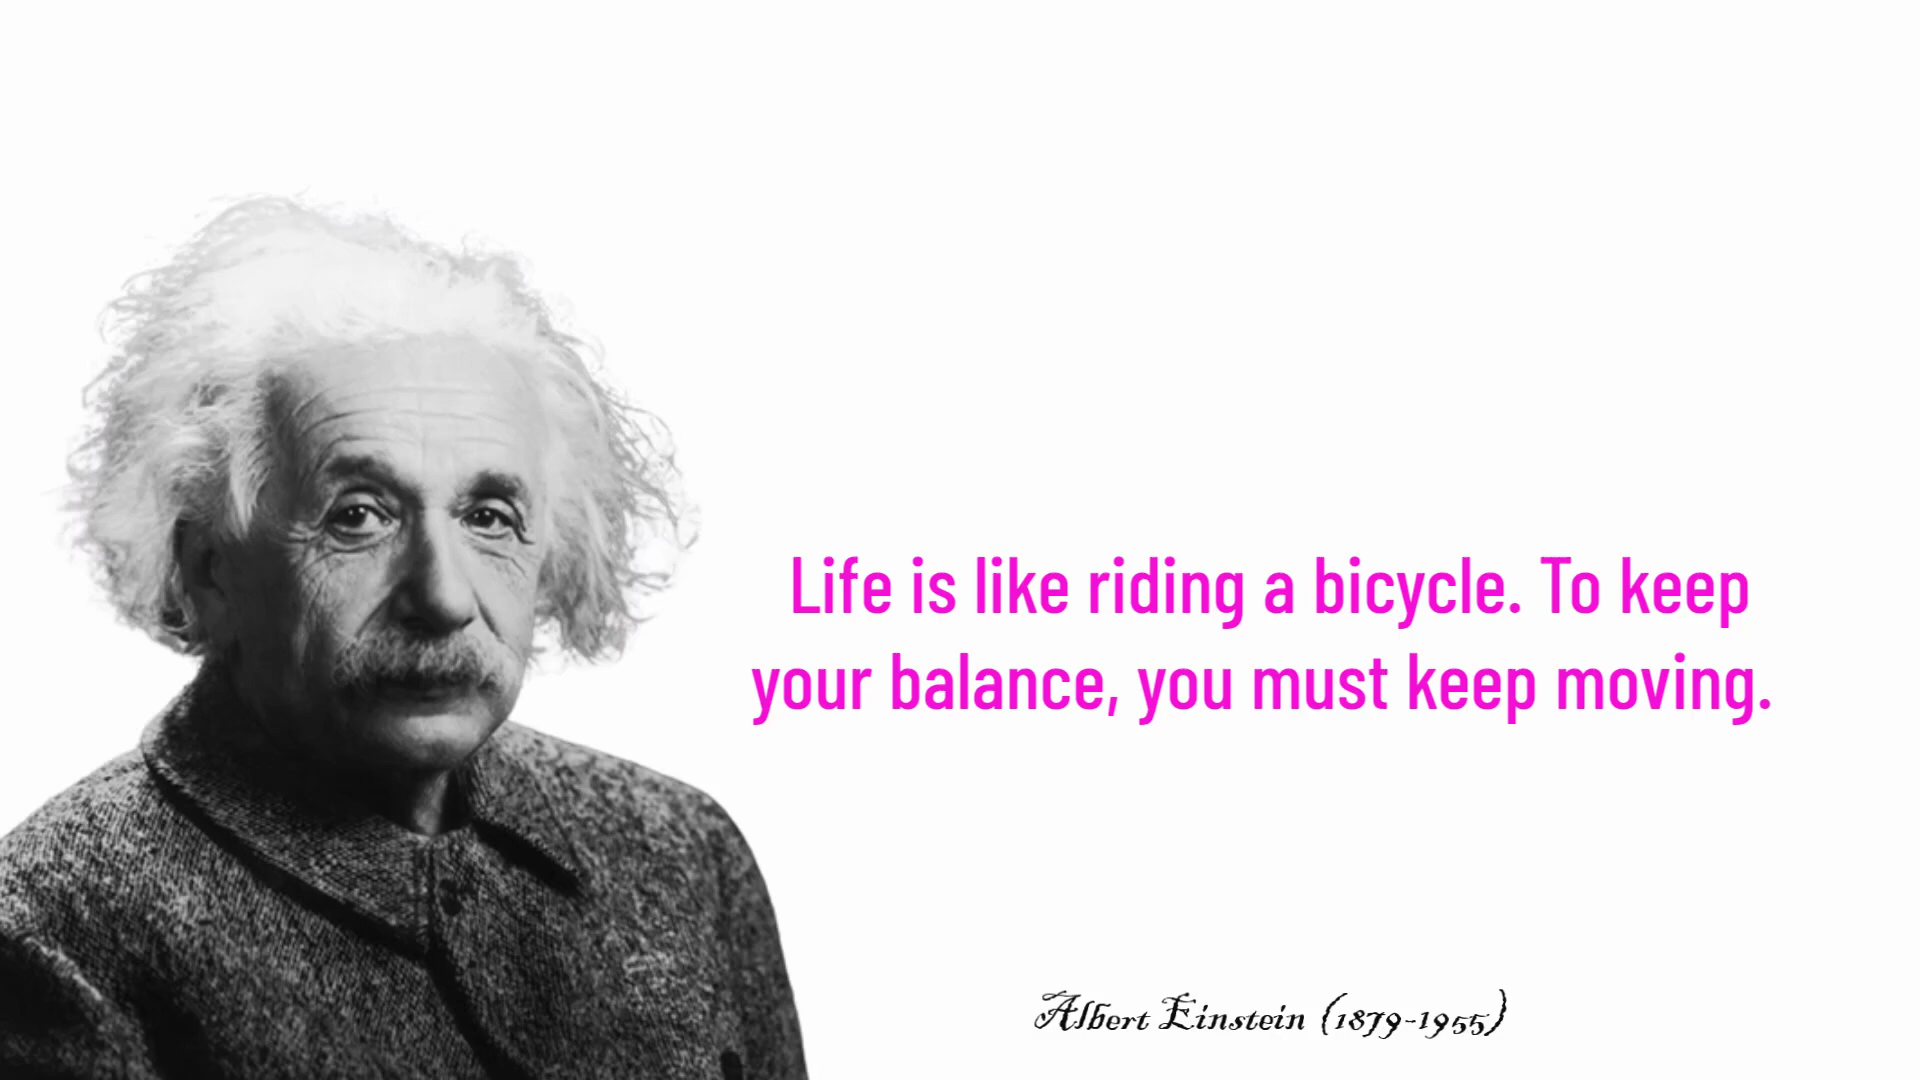 Life is like riding a bicycle. To keep
your balance, you must keep moving.
Albert Einstein (1879-1955)